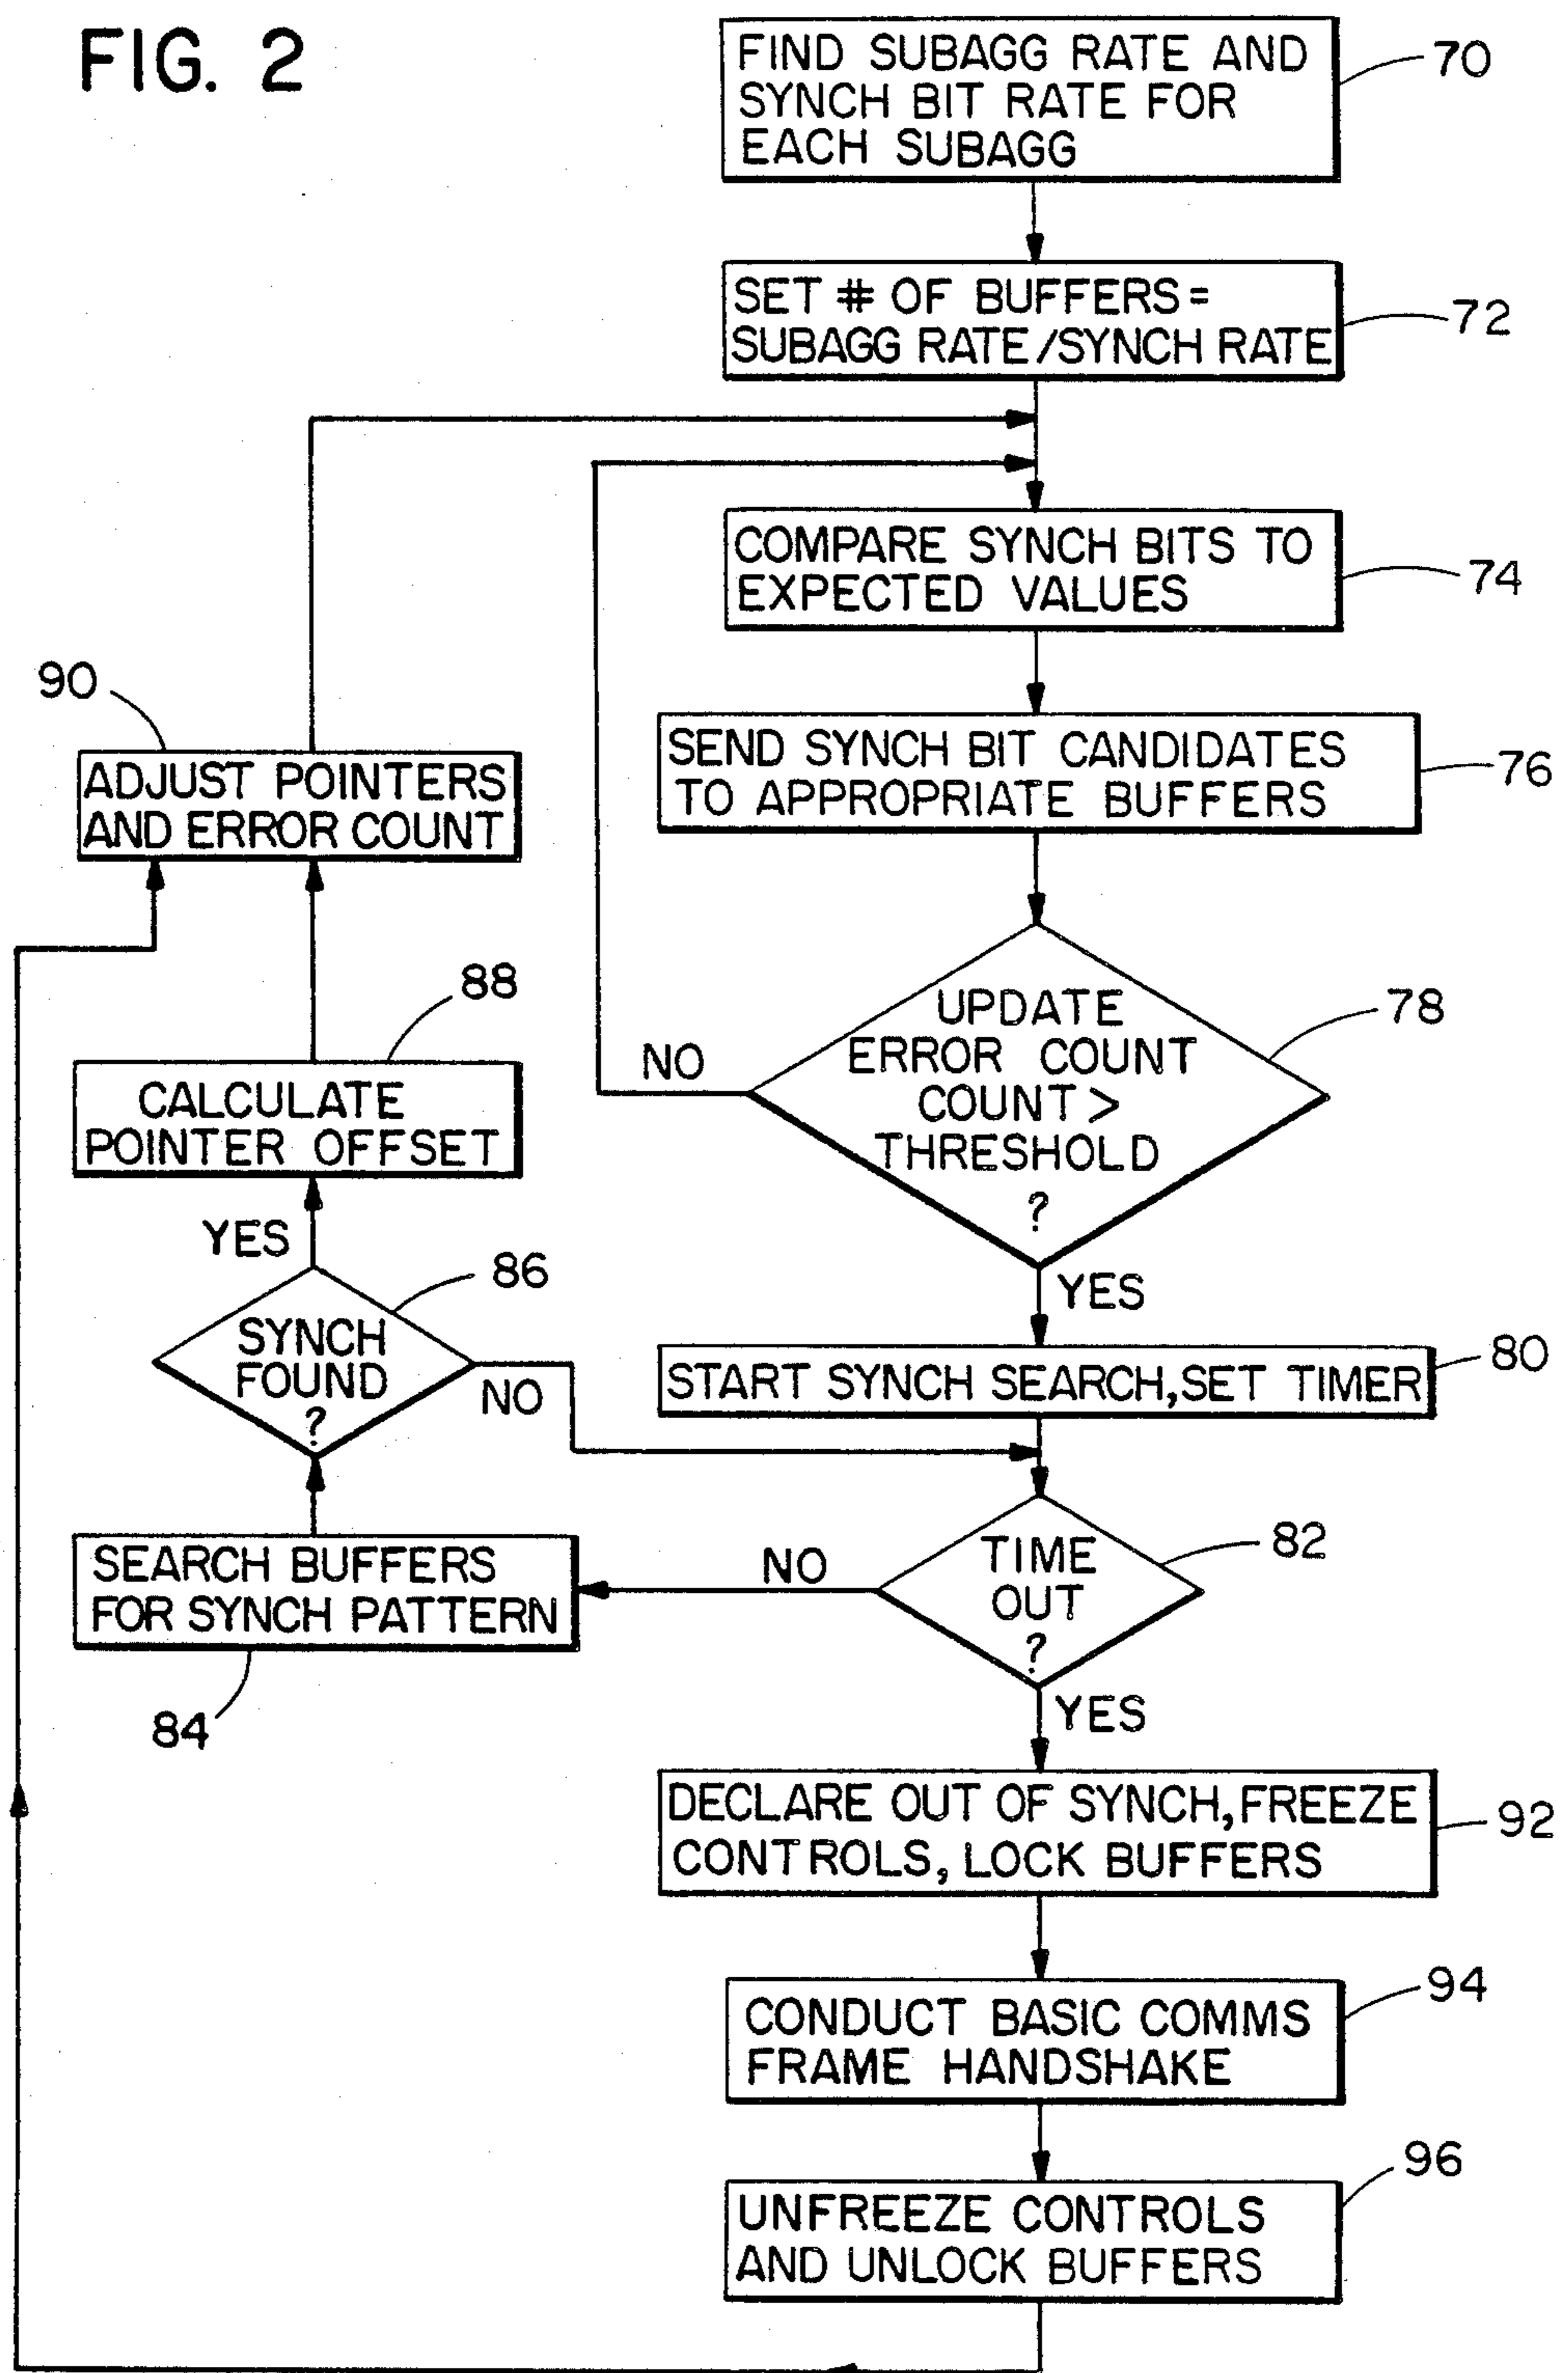 FIG. 2
FIND SUBAGG RATE AND
SYNCH BIT RATE FOR
EACH SUBAGG
70
SET # OF BUFFERS =
SUBAGG RATE/SYNCH RATE
72
COMPARE SYNCH BITS TO
EXPECTED VALUES
74
90
ADJUST POINTERS
AND ERROR COUNT
SEND SYNCH BIT CANDIDATES
TO APPROPRIATE BUFFERS
76
88
CALCULATE
POINTER OFFSET
NO
UPDATE
ERROR COUNT
COUNT >
THRESHOLD
?
78
YES
YES
86
SYNCH
FOUND
?
NO
START SYNCH SEARCH, SET TIMER
80
SEARCH BUFFERS
FOR SYNCH PATTERN
84
NO
TIME
OUT
?
82
YES
DECLARE OUT OF SYNCH, FREEZE
CONTROLS, LOCK BUFFERS
92
CONDUCT BASIC COMMS
FRAME HANDSHAKE
94
UNFREEZE CONTROLS
AND UNLOCK BUFFERS
96